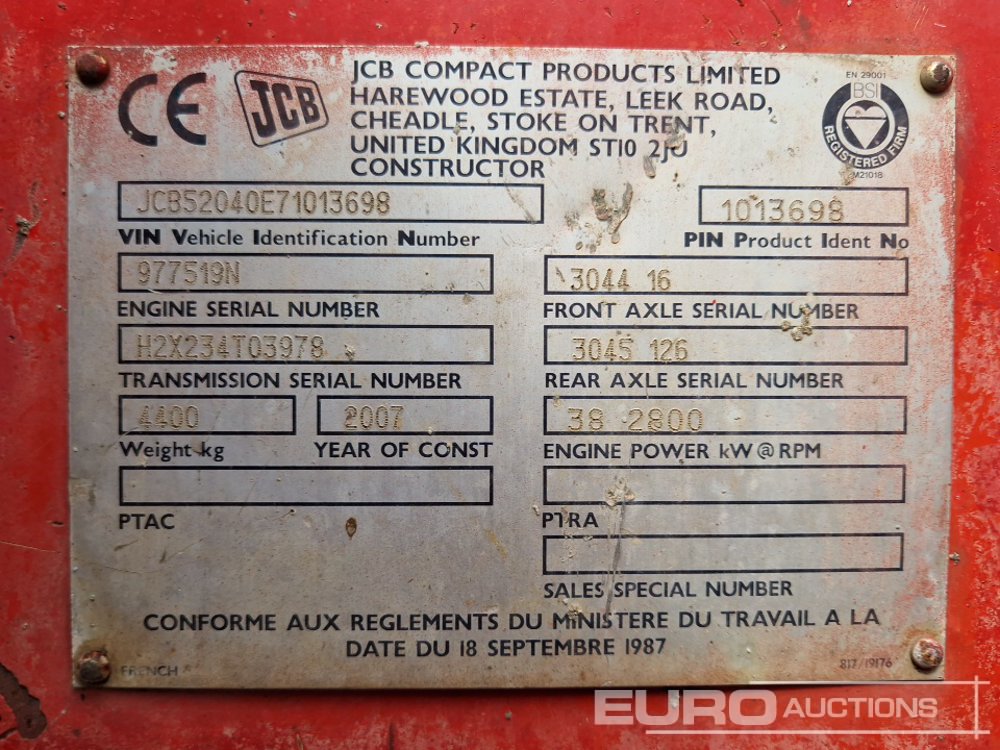 CE JCB JCB COMPACT PRODUCTS LIMITED
HAREWOOD ESTATE, LEEK ROAD,
CHEADLE, STOKE ON TRENT,
UNITED KINGDOM ST10 2JU
CONSTRUCTOR
EN 29001
BSI
REGISTERED FIRM
M21018
JCB52040E71013698 1013698
VIN Vehicle Identification Number PIN Product Ident No
977519N 3044 16
ENGINE SERIAL NUMBER FRONT AXLE SERIAL NUMBER
H2X234T03978 3045 126
TRANSMISSION SERIAL NUMBER REAR AXLE SERIAL NUMBER
4400 2007 38 2800
Weight kg YEAR OF CONST ENGINE POWER kW @ RPM
PTAC PTRA
SALES SPECIAL NUMBER
CONFORME AUX REGLEMENTS DU MINISTERE DU TRAVAIL A LA
DATE DU 18 SEPTEMBRE 1987
FRENCH 817/19176
EURO AUCTIONS